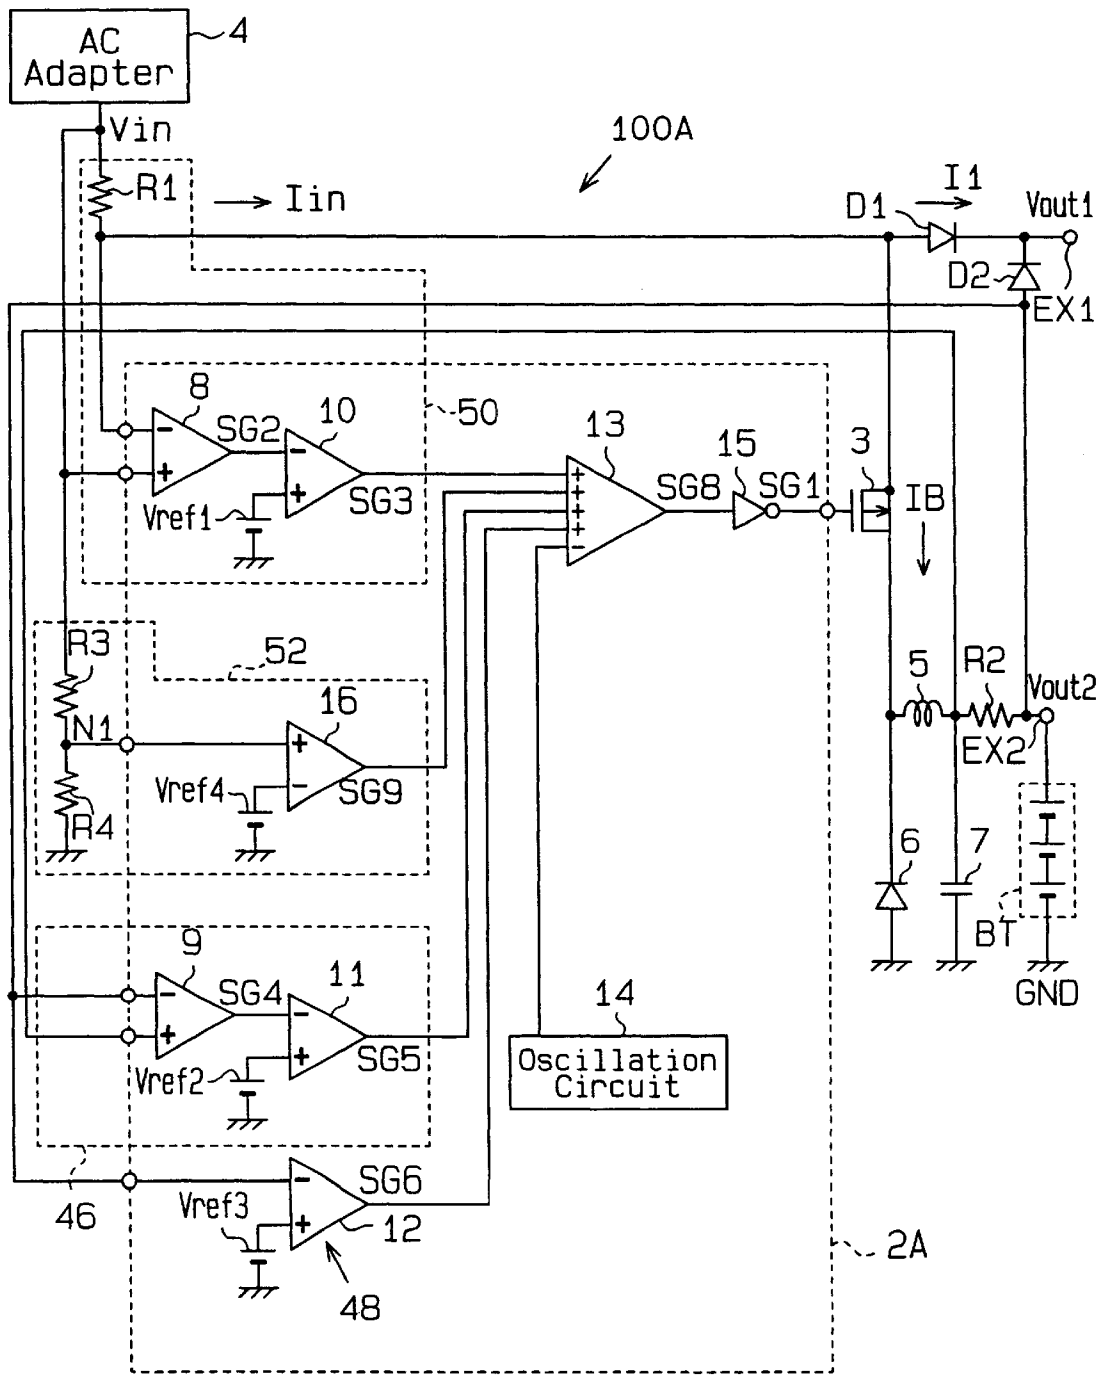 AC
Adapter
4
Vin
100A
R1
Iin
I1
D1
Vout1
D2
EX1
50
8
SG2
10
13
15
3
SG3
SG8
SG1
IB
Vref1
R3
52
5
R2
Vout2
N1
16
EX2
Vref4
SG9
R4
6
7
BT
9
SG4
11
GND
14
SG5
Oscillation
Circuit
Vref2
SG6
46
Vref3
12
2A
48